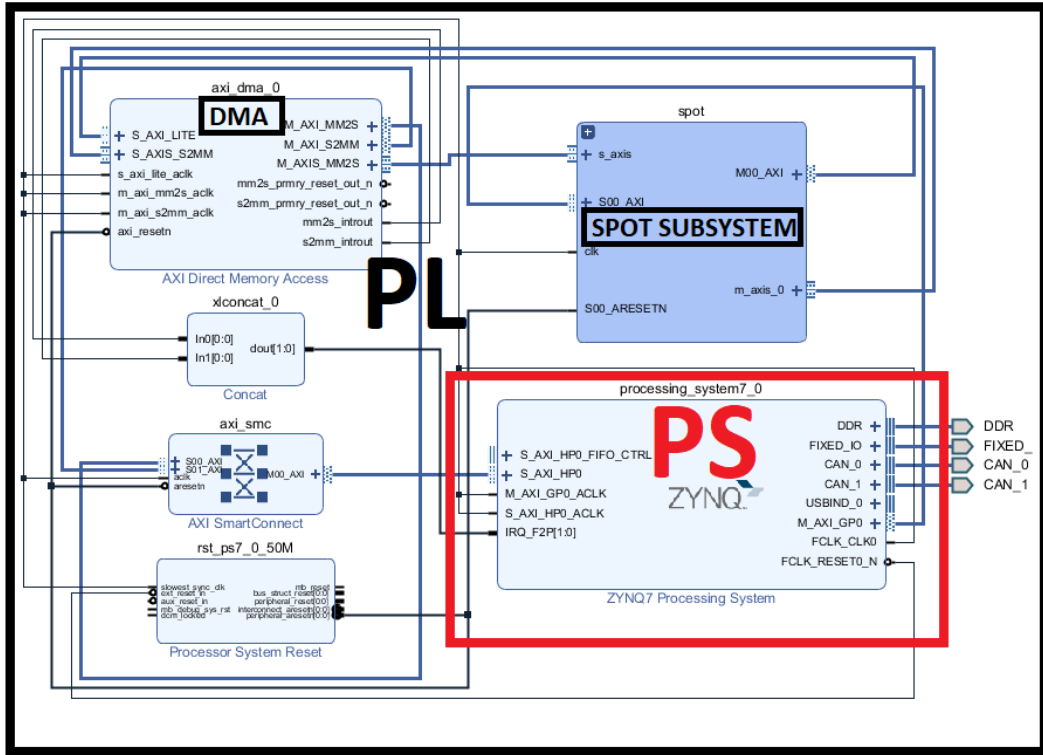 axi_dma_0
DMA
S_AXI_LITE
S_AXIS_S2MM
s_axi_lite_aclk
m_axi_mm2s_aclk
m_axi_s2mm_aclk
axi_resetn
M_AXI_MM2S
M_AXI_S2MM
M_AXIS_MM2S
mm2s_prmry_reset_out_n
s2mm_prmry_reset_out_n
mm2s_introut
s2mm_introut
AXI Direct Memory Access
spot
s_axis
S00_AXI
SPOT SUBSYSTEM
clk
S00_ARESETN
M00_AXI
m_axis_0
PL
xlconcat_0
In0[0:0]
In1[0:0]
dout[1:0]
Concat
axi_smc
S00_AXI
S01_AXI
aclk
aresetn
M00_AXI
AXI SmartConnect
rst_ps7_0_50M
slowest_sync_clk
ext_reset_in
aux_reset_in
mb_debug_sys_rst
dcm_locked
mb_reset
bus_struct_reset[0:0]
peripheral_reset[0:0]
interconnect_aresetn[0:0]
peripheral_aresetn[0:0]
Processor System Reset
processing_system7_0
PS
ZYNQ
S_AXI_HP0_FIFO_CTRL
S_AXI_HP0
M_AXI_GP0_ACLK
S_AXI_HP0_ACLK
IRQ_F2P[1:0]
DDR
FIXED_IO
CAN_0
CAN_1
USBIND_0
M_AXI_GP0
FCLK_CLK0
FCLK_RESET0_N
ZYNQ7 Processing System
DDR
FIXED_
CAN_0
CAN_1